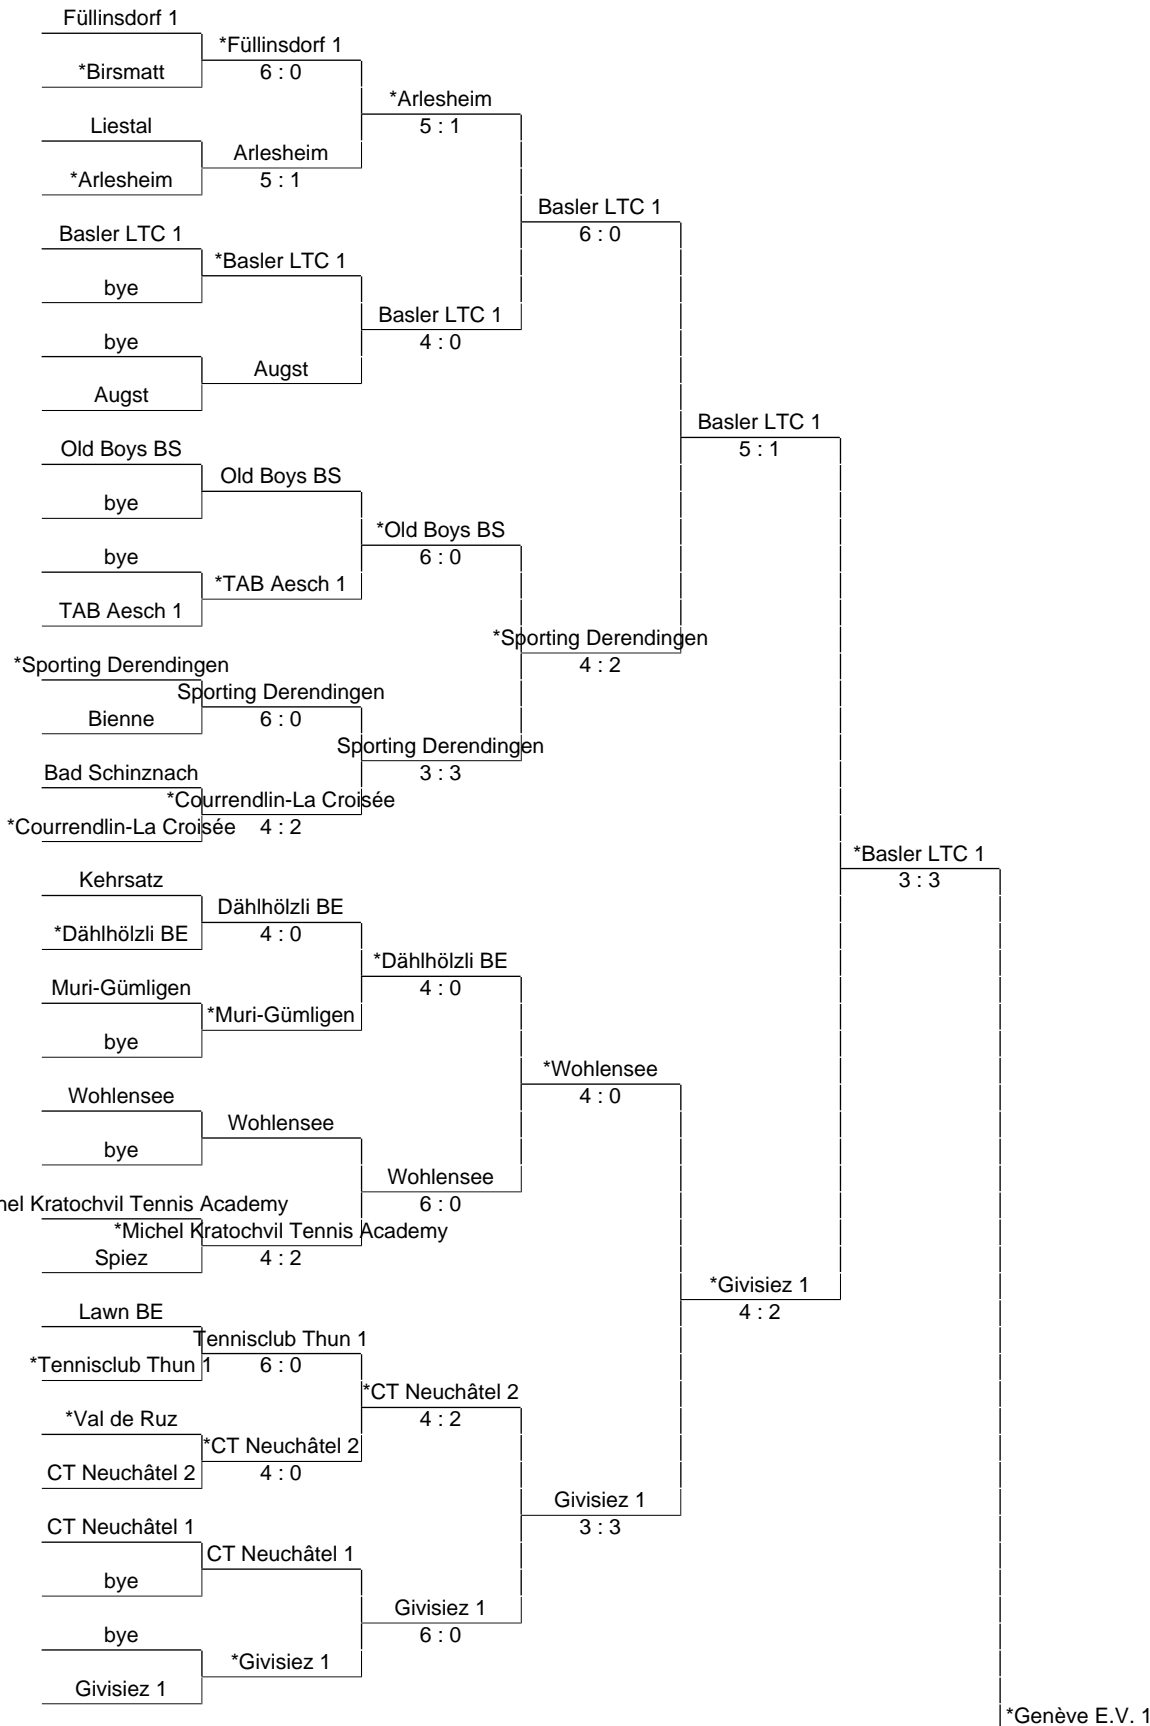 Füllinsdorf 1
*Füllinsdorf 1
*Birsmatt
6 : 0
*Arlesheim
Liestal
5 : 1
Arlesheim
*Arlesheim
5 : 1
Basler LTC 1
6 : 0
Basler LTC 1
*Basler LTC 1
bye
Basler LTC 1
bye
4 : 0
Augst
Augst
Basler LTC 1
5 : 1
Old Boys BS
Old Boys BS
bye
*Old Boys BS
bye
6 : 0
*TAB Aesch 1
TAB Aesch 1
*Sporting Derendingen
4 : 2
*Sporting Derendingen
Sporting Derendingen
Bienne
6 : 0
Sporting Derendingen
Bad Schinznach
3 : 3
*Courrendlin-La Croisée
*Courrendlin-La Croisée
4 : 2
*Basler LTC 1
3 : 3
Kehrsatz
Dählhölzli BE
*Dählhölzli BE
4 : 0
*Dählhölzli BE
Muri-Gümligen
4 : 0
*Muri-Gümligen
bye
*Wohlensee
4 : 0
Wohlensee
Wohlensee
bye
Wohlensee
hel Kratochvil Tennis Academy
6 : 0
*Michel Kratochvil Tennis Academy
Spiez
4 : 2
*Givisiez 1
4 : 2
Lawn BE
Tennisclub Thun 1
*Tennisclub Thun 1
6 : 0
*CT Neuchâtel 2
*Val de Ruz
4 : 2
*CT Neuchâtel 2
CT Neuchâtel 2
4 : 0
Givisiez 1
3 : 3
CT Neuchâtel 1
CT Neuchâtel 1
bye
Givisiez 1
bye
6 : 0
*Givisiez 1
Givisiez 1
*Genève E.V. 1